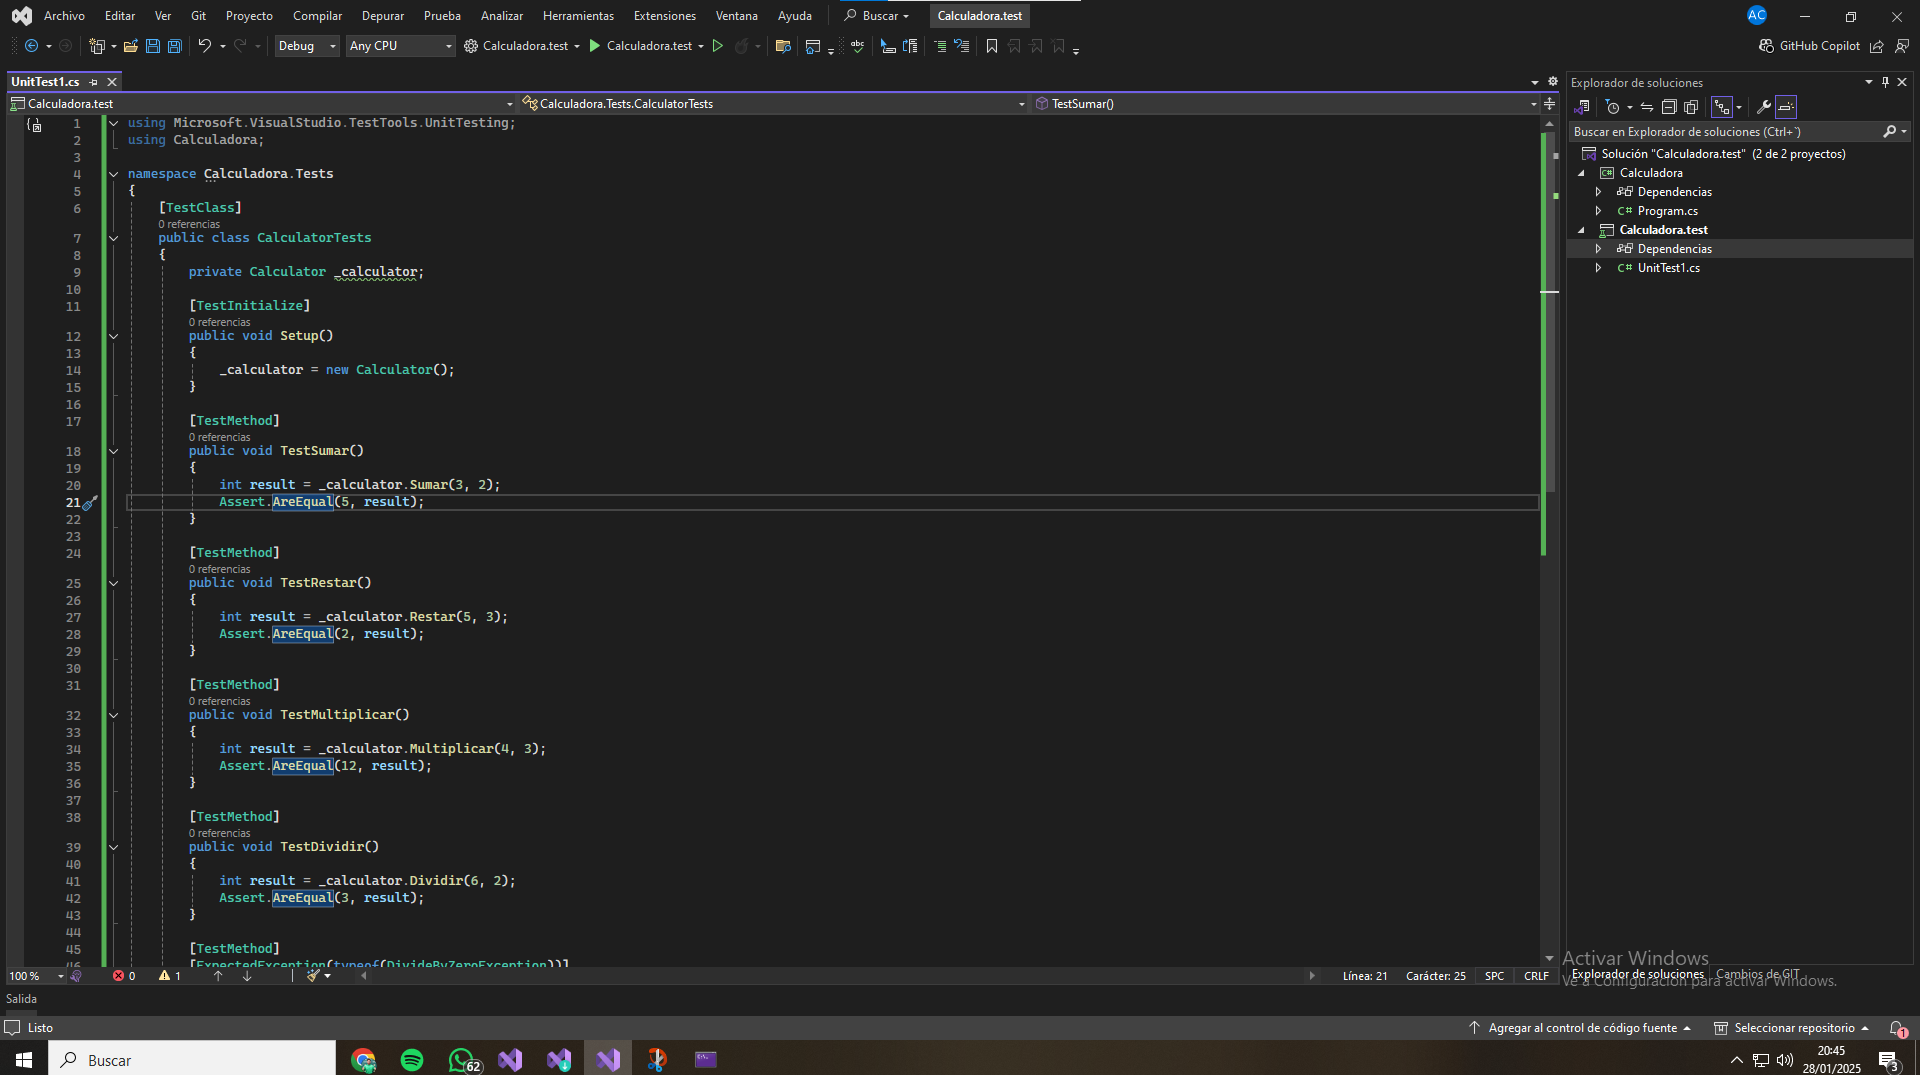 Archivo Editar Ver Git Proyecto Compilar Depurar Prueba Analizar Herramientas Extensiones Ventana Ayuda Buscar Calculadora.test AC
Debug Any CPU Calculadora.test Calculadora.test GitHub Copilot
UnitTest1.cs
Calculadora.test Calculadora.Tests.CalculatorTests TestSumar()
1 using Microsoft.VisualStudio.TestTools.UnitTesting;
2 using Calculadora;
3
4 namespace Calculadora.Tests
5 {
6 [TestClass]
0 referencias
7 public class CalculatorTests
8 {
9 private Calculator _calculator;
10
11 [TestInitialize]
0 referencias
12 public void Setup()
13 {
14 _calculator = new Calculator();
15 }
16
17 [TestMethod]
0 referencias
18 public void TestSumar()
19 {
20 int result = _calculator.Sumar(3, 2);
21 Assert.AreEqual(5, result);
22 }
23
24 [TestMethod]
0 referencias
25 public void TestRestar()
26 {
27 int result = _calculator.Restar(5, 3);
28 Assert.AreEqual(2, result);
29 }
30
31 [TestMethod]
0 referencias
32 public void TestMultiplicar()
33 {
34 int result = _calculator.Multiplicar(4, 3);
35 Assert.AreEqual(12, result);
36 }
37
38 [TestMethod]
0 referencias
39 public void TestDividir()
40 {
41 int result = _calculator.Dividir(6, 2);
42 Assert.AreEqual(3, result);
43 }
44
45 [TestMethod]
46 [ExpectedException(typeof(DivideByZeroException))]
100 % 0 1 Línea: 21 Carácter: 25 SPC CRLF
Explorador de soluciones
Buscar en Explorador de soluciones (Ctrl+`)
Solución "Calculadora.test" (2 de 2 proyectos)
Calculadora
Dependencias
C# Program.cs
Calculadora.test
Dependencias
C# UnitTest1.cs
Activar Windows
Explorador de soluciones Cambios de GIT
Ve a Configuración para activar Windows.
Salida
Listo Agregar al control de código fuente Seleccionar repositorio 1
Buscar 62 20:45
28/01/2025 3